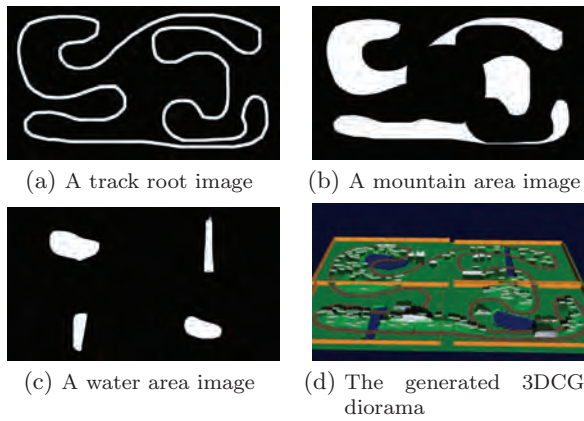 (a) A track root image
(b) A mountain area image
(c) A water area image
(d) The generated 3DCG
diorama